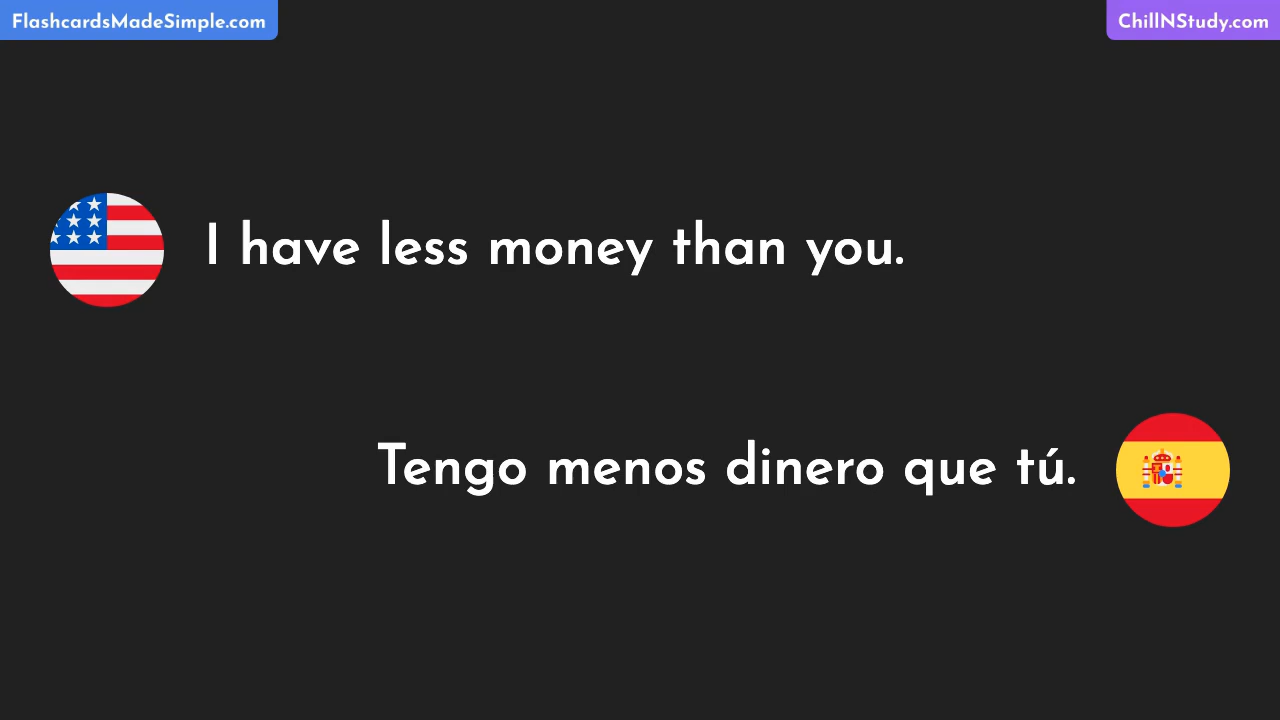 FlashcardsMadeSimple.com
ChillNStudy.com
I have less money than you.
Tengo menos dinero que tú.